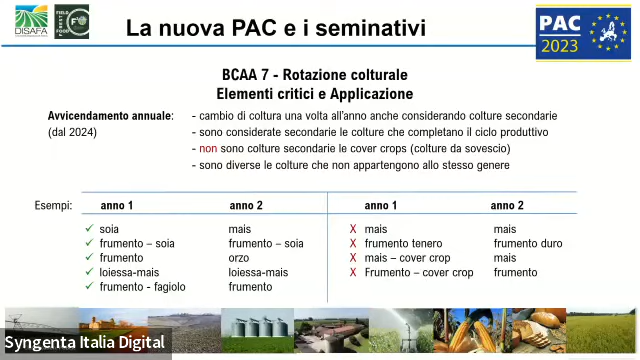 DISAFA
FIELD
FOREST
FOOD
La nuova PAC e i seminativi
PAC
2023
BCAA 7 - Rotazione colturale
Elementi critici e Applicazione
Avvicendamento annuale: - cambio di coltura una volta all'anno anche considerando colture secondarie
(dal 2024) - sono considerate secondarie le colture che completano il ciclo produttivo
- non sono colture secondarie le cover crops (colture da sovescio)
- sono diverse le colture che non appartengono allo stesso genere
Esempi: anno 1 anno 2 anno 1 anno 2
✓ soia mais X mais mais
✓ frumento – soia frumento – soia X frumento tenero frumento duro
✓ frumento orzo X mais – cover crop mais
✓ loiessa-mais loiessa-mais X Frumento – cover crop frumento
✓ frumento - fagiolo frumento
Syngenta Italia Digital